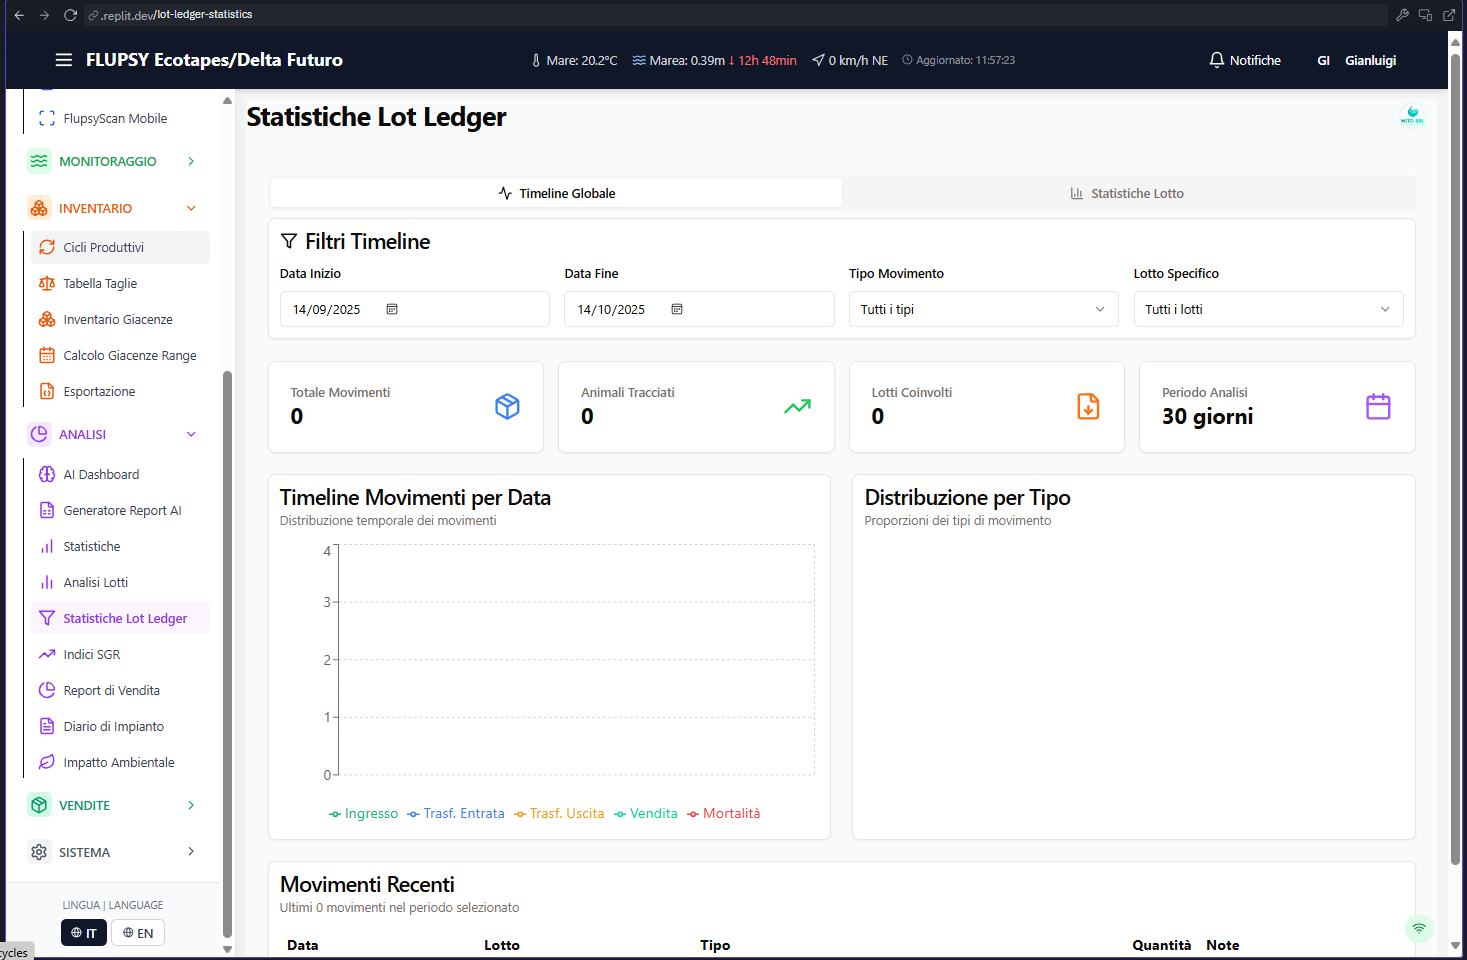 .replit.dev/lot-ledger-statistics
FLUPSY Ecotapes/Delta Futuro
Mare: 20.2°C
Marea: 0.39m ↓ 12h 48min
0 km/h NE
Aggiornato: 11:57:23
Notifiche
GI
Gianluigi
FlupsyScan Mobile
MONITORAGGIO
INVENTARIO
Cicli Produttivi
Tabella Taglie
Inventario Giacenze
Calcolo Giacenze Range
Esportazione
ANALISI
AI Dashboard
Generatore Report AI
Statistiche
Analisi Lotti
Statistiche Lot Ledger
Indici SGR
Report di Vendita
Diario di Impianto
Impatto Ambientale
VENDITE
SISTEMA
LINGUA | LANGUAGE
IT
EN
cycles
Statistiche Lot Ledger
MITO SRL
Timeline Globale
Statistiche Lotto
Filtri Timeline
Data Inizio
Data Fine
Tipo Movimento
Lotto Specifico
14/09/2025
14/10/2025
Tutti i tipi
Tutti i lotti
Totale Movimenti
0
Animali Tracciati
0
Lotti Coinvolti
0
Periodo Analisi
30 giorni
Timeline Movimenti per Data
Distribuzione temporale dei movimenti
4
3
2
1
0
Ingresso
Trasf. Entrata
Trasf. Uscita
Vendita
Mortalità
Distribuzione per Tipo
Proporzioni dei tipi di movimento
Movimenti Recenti
Ultimi 0 movimenti nel periodo selezionato
Data
Lotto
Tipo
Quantità
Note